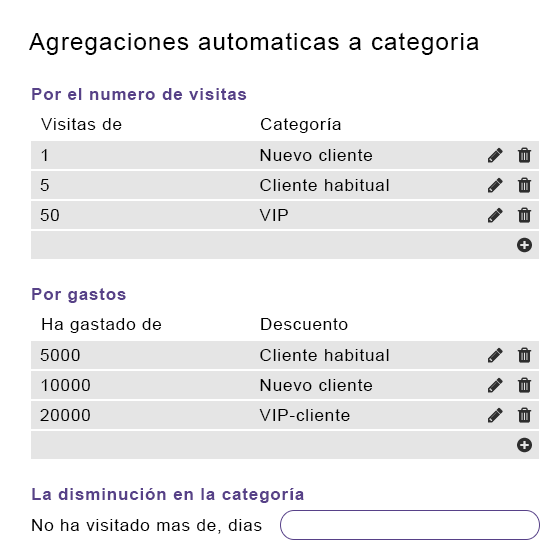 Agregaciones automaticas a categoria
Por el numero de visitas
Visitas de Categoría
1 Nuevo cliente
5 Cliente habitual
50 VIP
Por gastos
Ha gastado de Descuento
5000 Cliente habitual
10000 Nuevo cliente
20000 VIP-cliente
La disminución en la categoría
No ha visitado mas de, dias